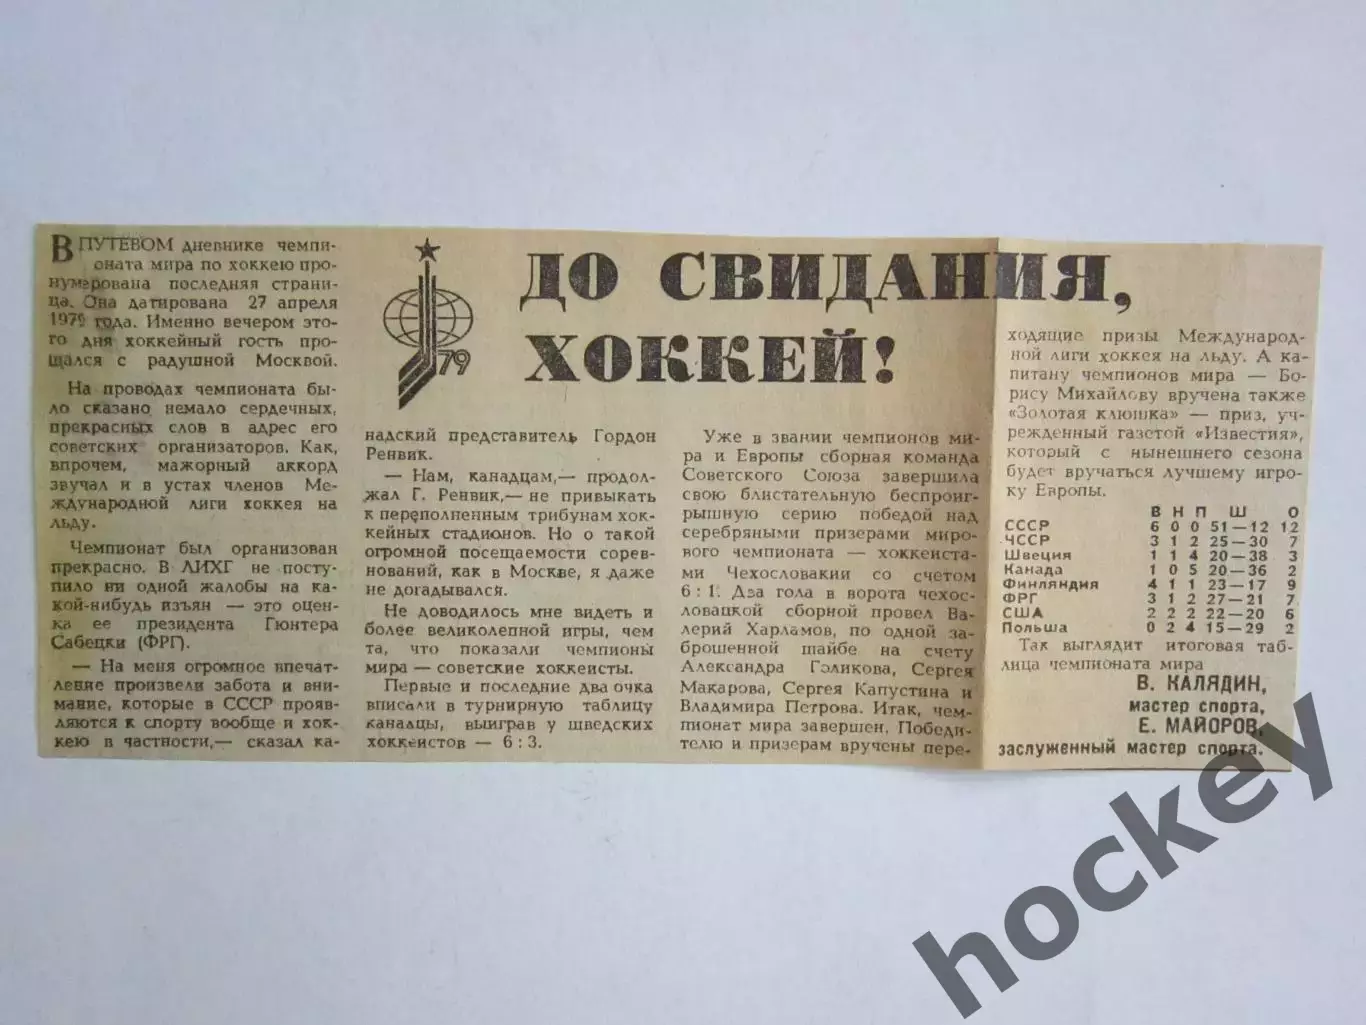 ДО СВИДАНИЯ,
ХОККЕЙ!
79
В ПУТЕВОМ дневнике чемпи-
оната мира по хоккею про-
нумерована последняя страни-
ца. Она датирована 27 апреля
1979 года. Именно вечером это-
го дня хоккейный гость про-
щался с радушной Москвой.
На проводах чемпионата бы-
ло сказано немало сердечных,
прекрасных слов в адрес его
советских организаторов. Как,
впрочем, мажорный аккорд
звучал и в устах членов Ме-
ждународной лиги хоккея на
льду.
Чемпионат был организован
прекрасно. В ЛИХГ не посту-
пило ни одной жалобы на ка-
кой-нибудь изъян — это оцен-
ка ее президента Гюнтера
Сабецки (ФРГ).
— На меня огромное впечат-
ление произвели забота и вни-
мание, которые в СССР прояв-
ляются к спорту вообще и хок-
кею в частности,— сказал ка-
надский представитель Гордон
Ренвик.
— Нам, канадцам,— продол-
жал Г. Ренвик,— не привыкать
к переполненным трибунам хок-
кейных стадионов. Но о такой
огромной посещаемости сорев-
нований, как в Москве, я даже
не догадывался.
Не доводилось мне видеть и
более великолепной игры, чем
та, что показали чемпионы
мира — советские хоккеисты.
Первые и последние два очка
вписали в турнирную таблицу
канадцы, выиграв у шведских
хоккеистов — 6:3.
Уже в звании чемпионов ми-
ра и Европы сборная команда
Советского Союза завершила
свою блистательную беспроиг-
рышную серию победой над
серебряными призерами миро-
вого чемпионата — хоккеиста-
ми Чехословакии со счетом
6:1. Два гола в ворота чехос-
ловацкой сборной провел Ва-
лерий Харламов, по одной за-
брошенной шайбе на счету
Александра Голикова, Сергея
Макарова, Сергея Капустина и
Владимира Петрова. Итак, чем-
пионат мира завершен. Победи-
телю и призерам вручены пере-
ходящие призы Международ-
ной лиги хоккея на льду. А ка-
питану чемпионов мира — Бо-
рису Михайлову вручена также
«Золотая клюшка» — приз, уч-
режденный газетой «Известия»,
который с нынешнего сезона
будет вручаться лучшему игро-
ку Европы.
В Н П Ш О
СССР 6 0 0 51—12 12
ЧССР 3 1 2 25—30 7
Швеция 1 1 4 20—38 3
Канада 1 0 5 20—36 2
Финляндия 4 1 1 23—17 9
ФРГ 3 1 2 27—21 7
США 2 2 2 22—20 6
Польша 0 2 4 15—29 2
Так выглядит итоговая таб-
лица чемпионата мира
В. КАЛЯДИН,
мастер спорта,
Е. МАЙОРОВ,
заслуженный мастер спорта.
hockey